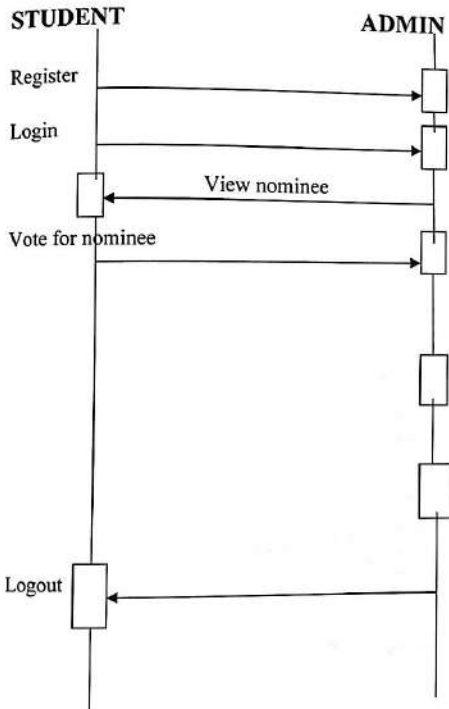 STUDENT
ADMIN
Register
Login
View nominee
Vote for nominee
Logout